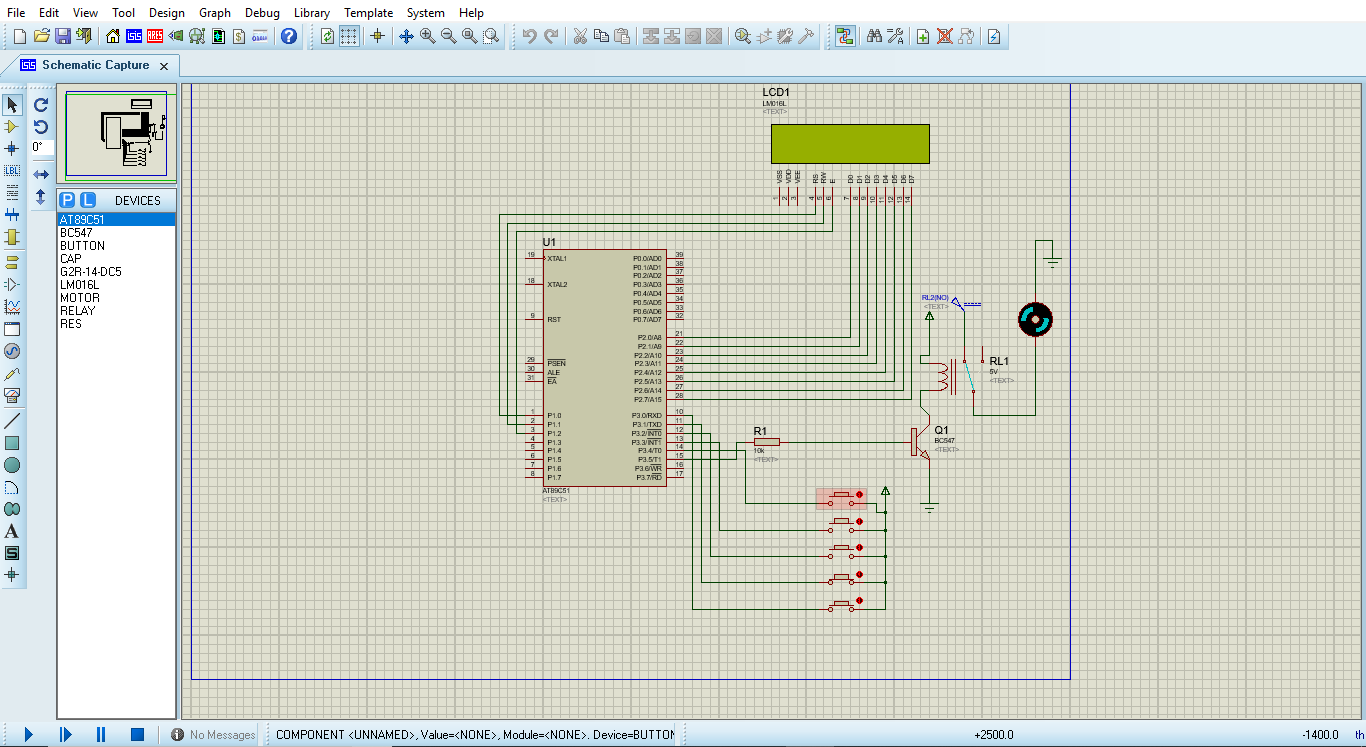 File Edit View Tool Design Graph Debug Library Template System Help
ISIS ARES $
Schematic Capture
0°
LBL
A
S
P L DEVICES
AT89C51
BC547
BUTTON
CAP
G2R-14-DC5
LM016L
MOTOR
RELAY
RES
LCD1
LM016L
<TEXT>
VSS VDD VEE RS RW E D0 D1 D2 D3 D4 D5 D6 D7
1 2 3 4 5 6 7 8 9 10 11 12 13 14
U1
19 XTAL1
18 XTAL2
9 RST
29 PSEN
30 ALE
31 EA
1 P1.0
2 P1.1
3 P1.2
4 P1.3
5 P1.4
6 P1.5
7 P1.6
8 P1.7
P0.0/AD0 39
P0.1/AD1 38
P0.2/AD2 37
P0.3/AD3 36
P0.4/AD4 35
P0.5/AD5 34
P0.6/AD6 33
P0.7/AD7 32
P2.0/A8 21
P2.1/A9 22
P2.2/A10 23
P2.3/A11 24
P2.4/A12 25
P2.5/A13 26
P2.6/A14 27
P2.7/A15 28
P3.0/RXD 10
P3.1/TXD 11
P3.2/INT0 12
P3.3/INT1 13
P3.4/T0 14
P3.5/T1 15
P3.6/WR 16
P3.7/RD 17
AT89C51
<TEXT>
R1
10k
<TEXT>
RL2(NO)
<TEXT>
RL1
5V
<TEXT>
Q1
BC547
<TEXT>
No Messages COMPONENT <UNNAMED>, Value=<NONE>, Module=<NONE>. Device=BUTTON +2500.0 -1400.0 th